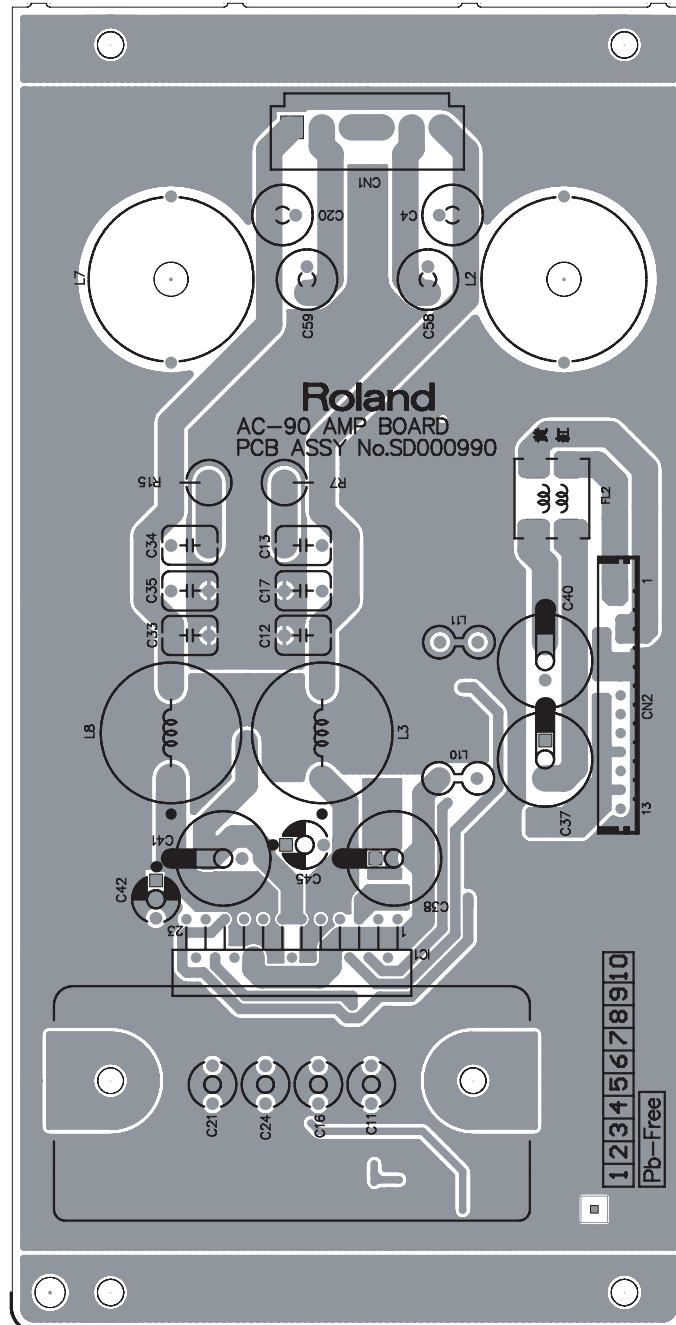 CN1
C20
C4
L7
L2
C59
C58
Roland
AC-90 AMP BOARD
PCB ASSY No.SD000990
黄 紅
R15
R7
FL2
C34
C13
C35
C17
C40
1
C33
C12
L11
L8
L3
CN2
L10
C41
C45
C37
13
C42
C38
23
1
IC1
C21
C24
C16
C11
12345678910
Pb-Free